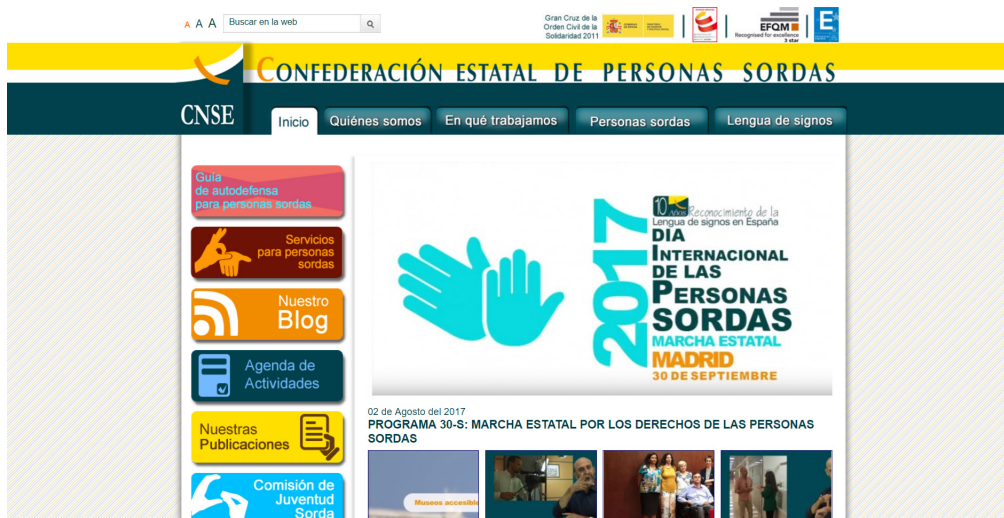 A A A
Buscar en la web
Gran Cruz de la
Orden Civil de la
Solidaridad 2011
EFQM
Recognised for excellence
3 star
CONFEDERACIÓN ESTATAL DE PERSONAS SORDAS
CNSE
Inicio
Quiénes somos
En qué trabajamos
Personas sordas
Lengua de signos
Guía
de autodefensa
para personas sordas
Servicios
para personas
sordas
Nuestro
Blog
Agenda de
Actividades
Nuestras
Publicaciones
Comisión de
Juventud
Sorda
2017
10 Años Reconocimiento de la
Lengua de signos en España
DIA
INTERNACIONAL
DE LAS
PERSONAS
SORDAS
MARCHA ESTATAL
MADRID
30 DE SEPTIEMBRE
02 de Agosto del 2017
PROGRAMA 30-S: MARCHA ESTATAL POR LOS DERECHOS DE LAS PERSONAS
SORDAS
Museos accesible